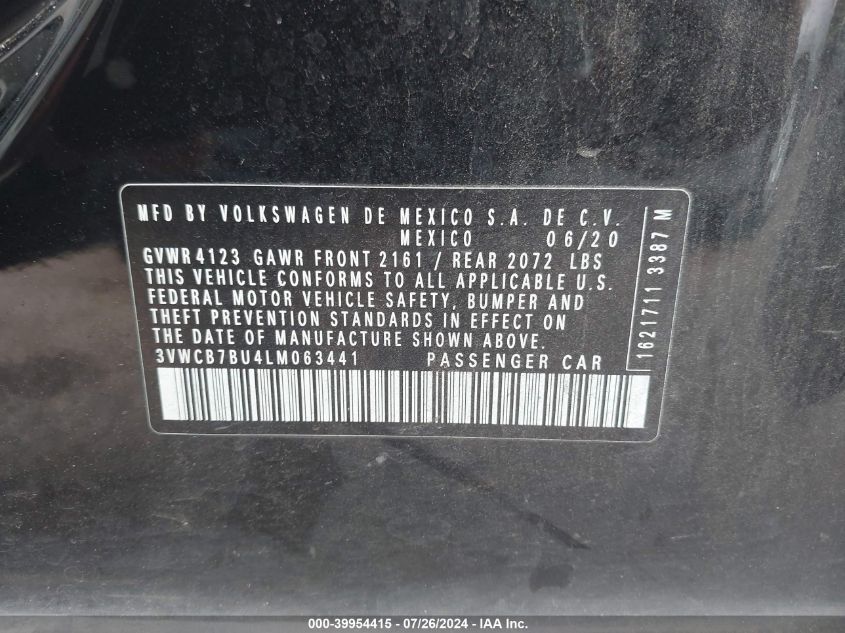 MFD BY VOLKSWAGEN DE MEXICO S.A. DE C.V.
MEXICO 06/20
GVWR 4123 GAWR FRONT 2161 / REAR 2072 LBS
THIS VEHICLE CONFORMS TO ALL APPLICABLE U.S.
FEDERAL MOTOR VEHICLE SAFETY, BUMPER AND
THEFT PREVENTION STANDARDS IN EFFECT ON
THE DATE OF MANUFACTURE SHOWN ABOVE.
3VWCB7BU4LM063441 PASSENGER CAR
1621711 3387 M
000-39954415 - 07/26/2024 - IAA Inc.